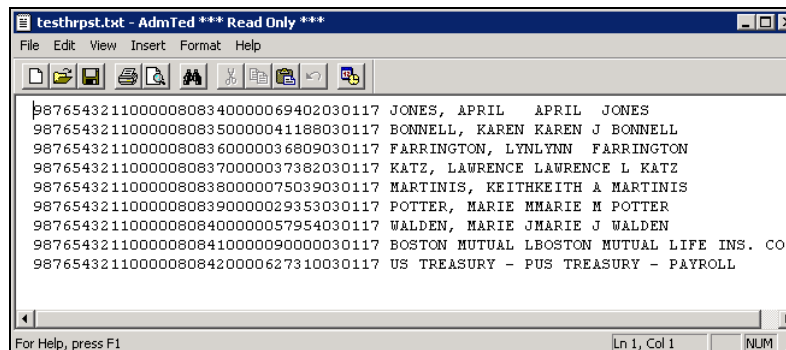 testhrpst.txt - AdmTed *** Read Only ***
File Edit View Insert Format Help
98765432110000080834000006940203​0117 JONES, APRIL   APRIL  JONES
987654321100000808350000041188030117 BONNELL, KAREN KAREN J BONNELL
987654321100000808360000036809030117 FARRINGTON, LYNLYNN  FARRINGTON
987654321100000808370000037382030117 KATZ, LAWRENCE LAWRENCE L KATZ
987654321100000808380000075039030117 MARTINIS, KEITHKEITH A MARTINIS
987654321100000808390000029353030117 POTTER, MARIE MMARIE M POTTER
987654321100000808400000057954030117 WALDEN, MARIE JMARIE J WALDEN
987654321100000808410000090000030117 BOSTON MUTUAL LBOSTON MUTUAL LIFE INS. CO
987654321100000808420000627310030117 US TREASURY - PUS TREASURY - PAYROLL
For Help, press F1 Ln 1, Col 1 NUM